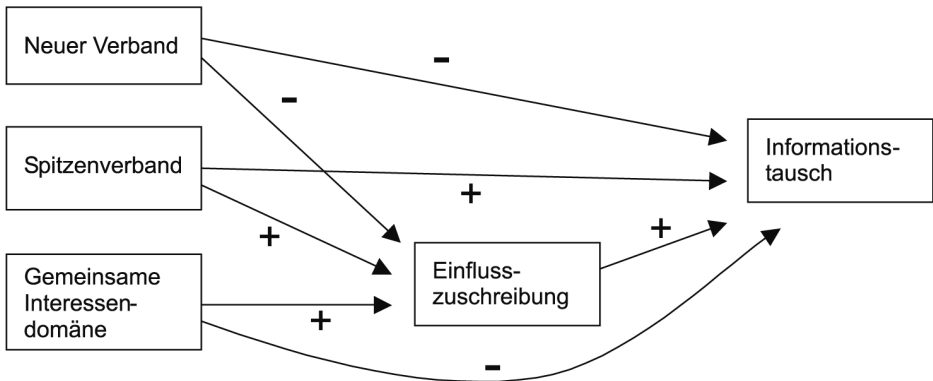 Neuer Verband
-
-
Spitzenverband
+
+
Informations-
tausch
Gemeinsame
Interessen-
domäne
+
-
Einfluss-
zuschreibung
+